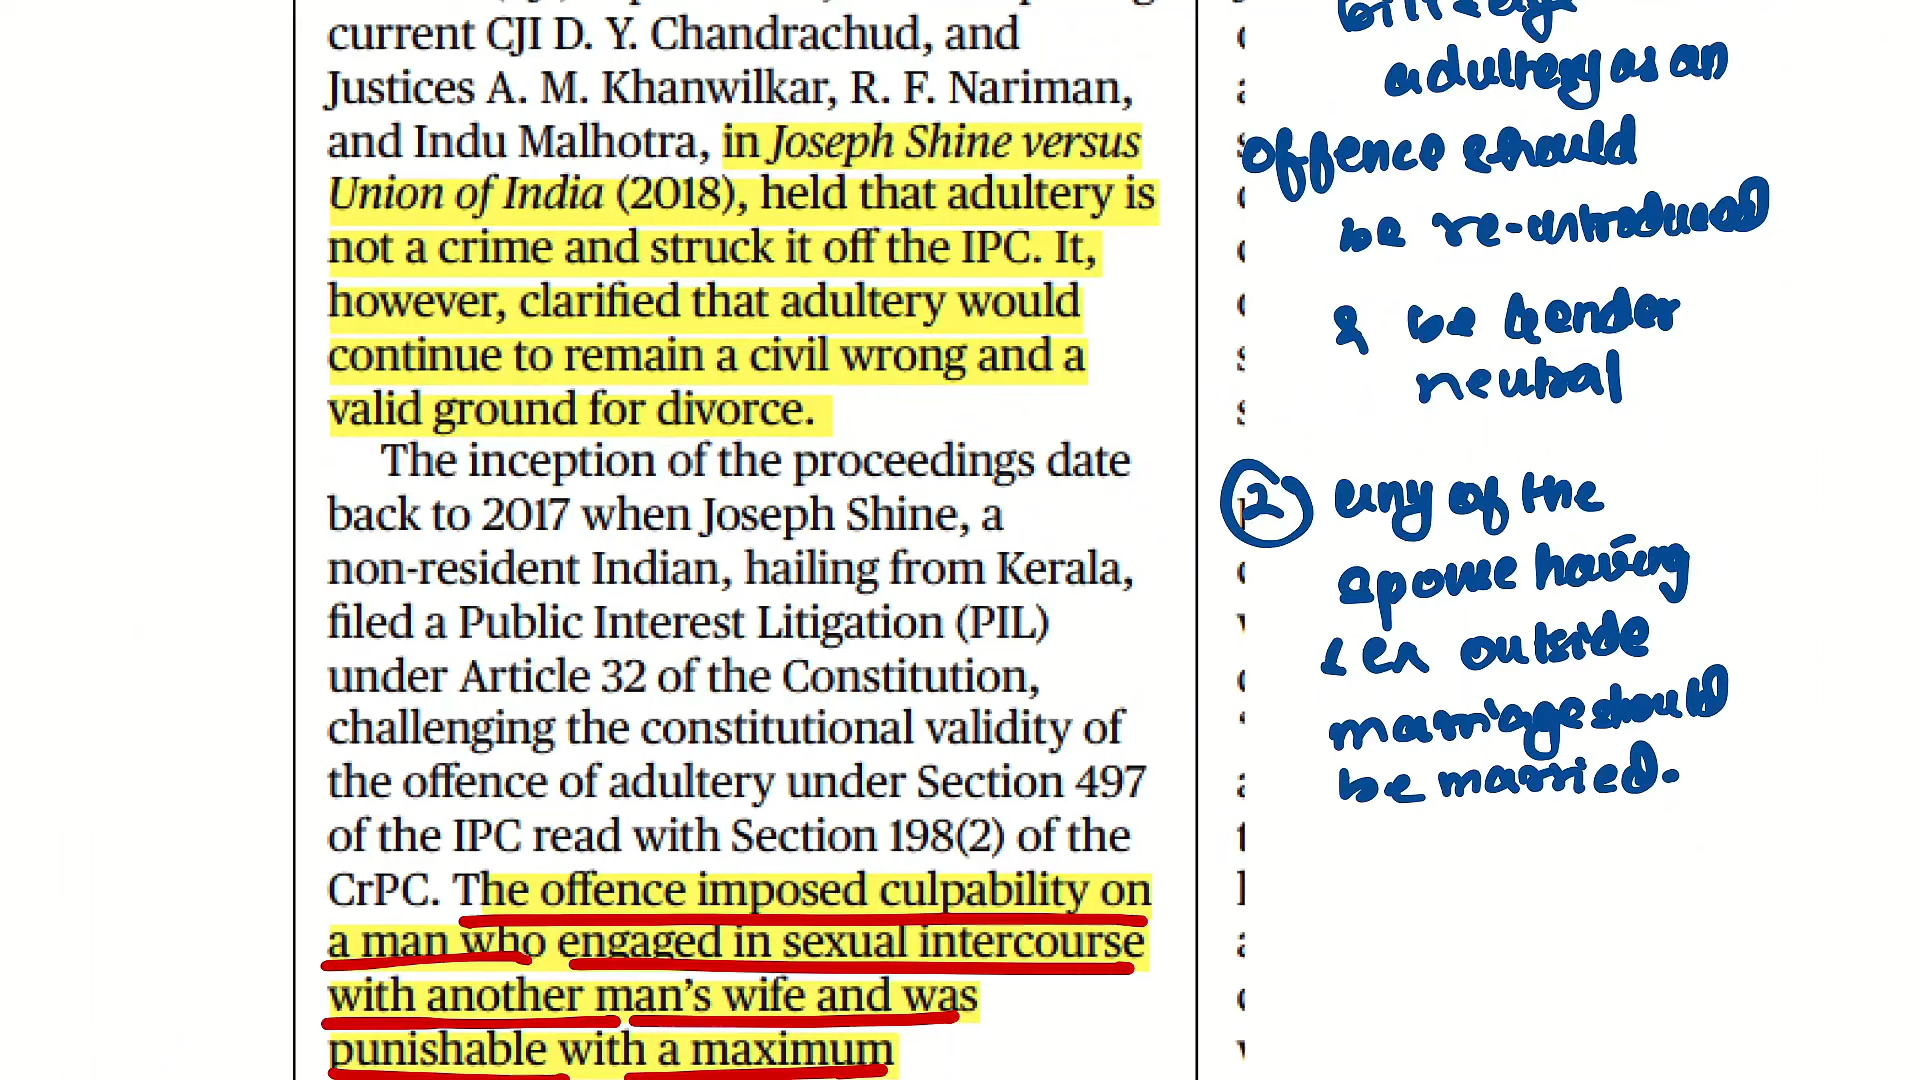 current CJI D. Y. Chandrachud, and
Justices A. M. Khanwilkar, R. F. Nariman,
and Indu Malhotra, in Joseph Shine versus
Union of India (2018), held that adultery is
not a crime and struck it off the IPC. It,
however, clarified that adultery would
continue to remain a civil wrong and a
valid ground for divorce.
The inception of the proceedings date
back to 2017 when Joseph Shine, a
non-resident Indian, hailing from Kerala,
filed a Public Interest Litigation (PIL)
under Article 32 of the Constitution,
challenging the constitutional validity of
the offence of adultery under Section 497
of the IPC read with Section 198(2) of the
CrPC. The offence imposed culpability on
a man who engaged in sexual intercourse
with another man's wife and was
punishable with a maximum
adultery as an
offence should
be re-introduced
& be gender
neutral
2 any of the
spouse having
sex outside
marriage should
be married.